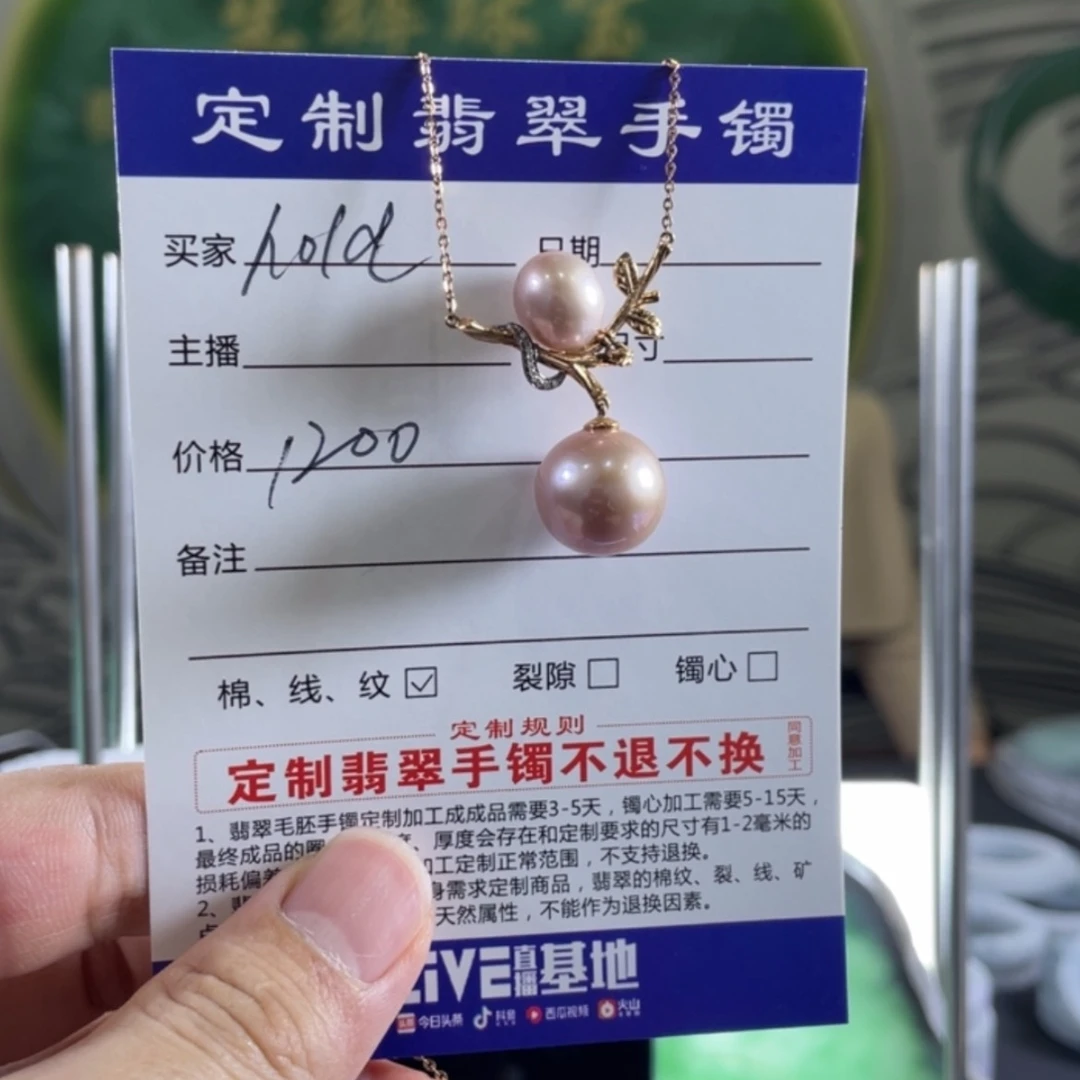 定制翡翠手镯
买家 hold 日期
主播 寸
价格 1200
备注
棉、线、纹 ☑ 裂隙 □ 镯心 □
定制规则
定制翡翠手镯不退不换 同意加工
1、翡翠毛胚手镯定制加工成成品需要3-5天，镯心加工需要5-15天，
最终成品的圈 厚度会存在和定制要求的尺寸有1-2毫米的
损耗偏差 加工定制正常范围，不支持退换。
2、翡 身需求定制商品，翡翠的棉纹、裂、线、矿
点 天然属性，不能作为退换因素。
LIVE直播基地
头条 今日头条 抖音 西瓜视频 火山